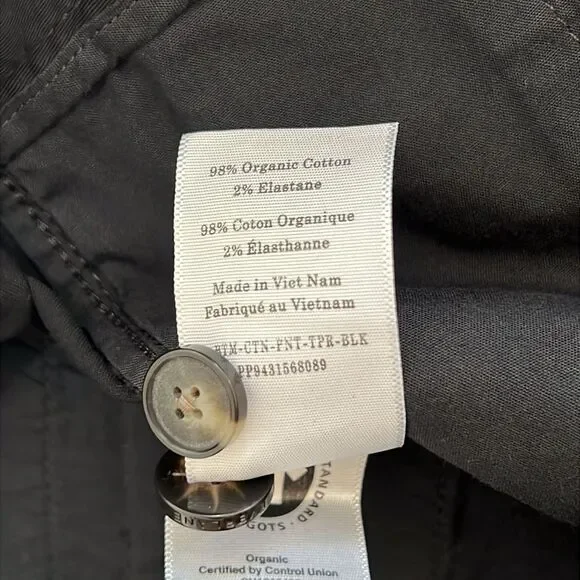 98% Organic Cotton
2% Elastane
98% Coton Organique
2% Élasthanne
Made in Viet Nam
Fabriqué au Vietnam
TM-CTN-PNT-TPR-BLK
PP9431568089
STANDARD
GOTS
Organic
Certified by Control Union